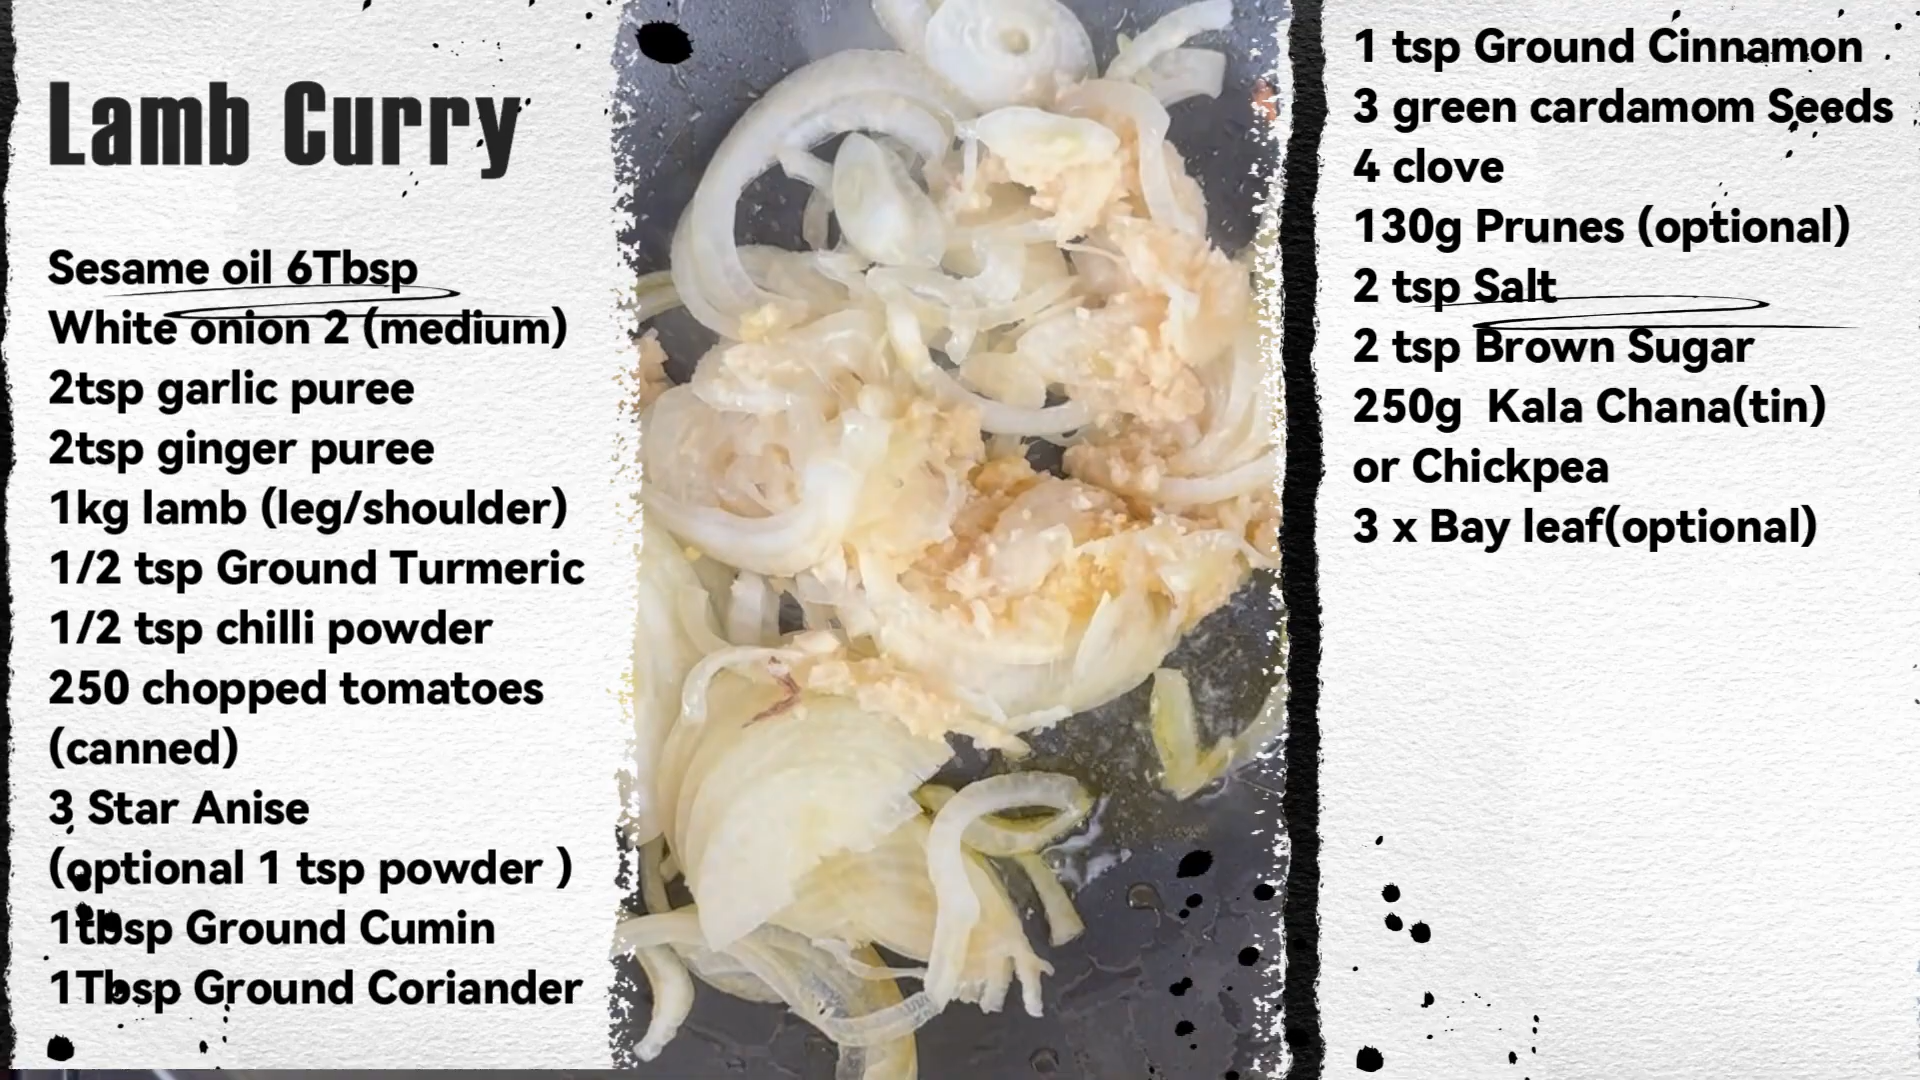 Lamb Curry
Sesame oil 6Tbsp
White onion 2 (medium)
2tsp garlic puree
2tsp ginger puree
1kg lamb (leg/shoulder)
1/2 tsp Ground Turmeric
1/2 tsp chilli powder
250 chopped tomatoes
(canned)
3 Star Anise
(optional 1 tsp powder )
1tbsp Ground Cumin
1Tbsp Ground Coriander
1 tsp Ground Cinnamon
3 green cardamom Seeds
4 clove
130g Prunes (optional)
2 tsp Salt
2 tsp Brown Sugar
250g  Kala Chana(tin)
or Chickpea
3 x Bay leaf(optional)